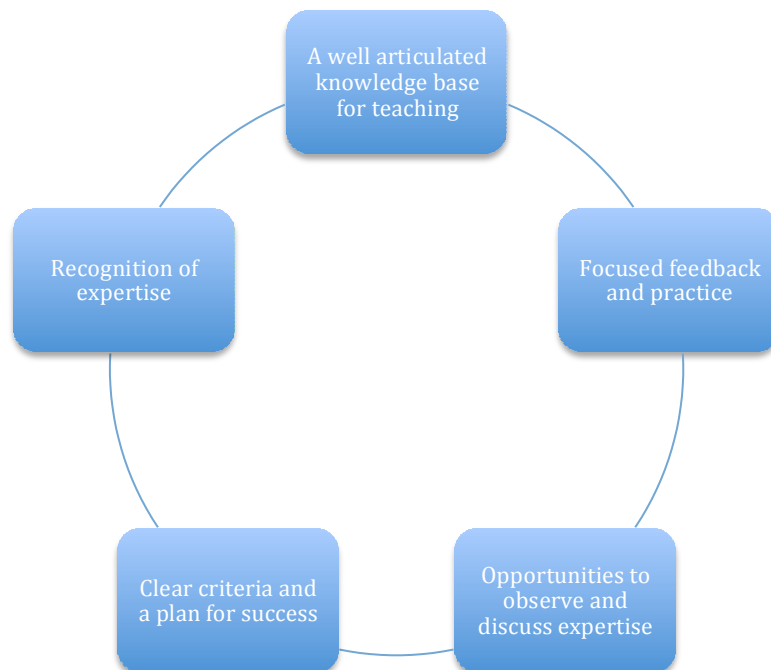 A well articulated
knowledge base
for teaching
Focused feedback
and practice
Opportunities to
observe and
discuss expertise
Clear criteria and
a plan for success
Recognition of
expertise